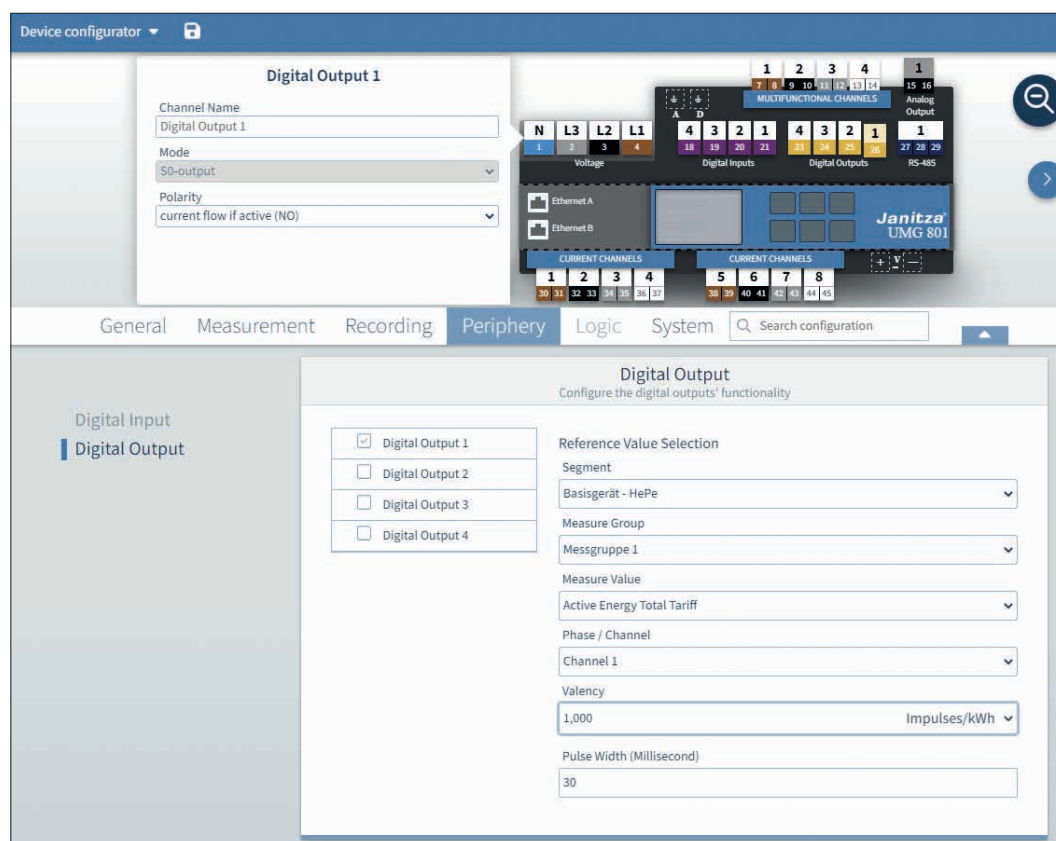 Device configurator
Digital Output 1
Channel Name
Digital Output 1
Mode
S0-output
Polarity
current flow if active (NO)
1 2 3 4 1
7 8 9 10 11 12 13 14 15 16
MULTIFUNCTIONAL CHANNELS Analog
Output
A D
N L3 L2 L1 4 3 2 1 4 3 2 1 1
1 2 3 4 18 19 20 21 23 24 25 26 27 28 29
Voltage Digital Inputs Digital Outputs RS-485
Ethernet A
Ethernet B
Janitza
UMG 801
CURRENT CHANNELS CURRENT CHANNELS
+ V −
1 2 3 4 5 6 7 8
30 31 32 33 34 35 36 37 38 39 40 41 42 43 44 45
General Measurement Recording Periphery Logic System Search configuration
Digital Output
Configure the digital outputs' functionality
Digital Input
Digital Output
Digital Output 1
Digital Output 2
Digital Output 3
Digital Output 4
Reference Value Selection
Segment
Basisgerät - HePe
Measure Group
Messgruppe 1
Measure Value
Active Energy Total Tariff
Phase / Channel
Channel 1
Valency
1,000 Impulses/kWh
Pulse Width (Millisecond)
30